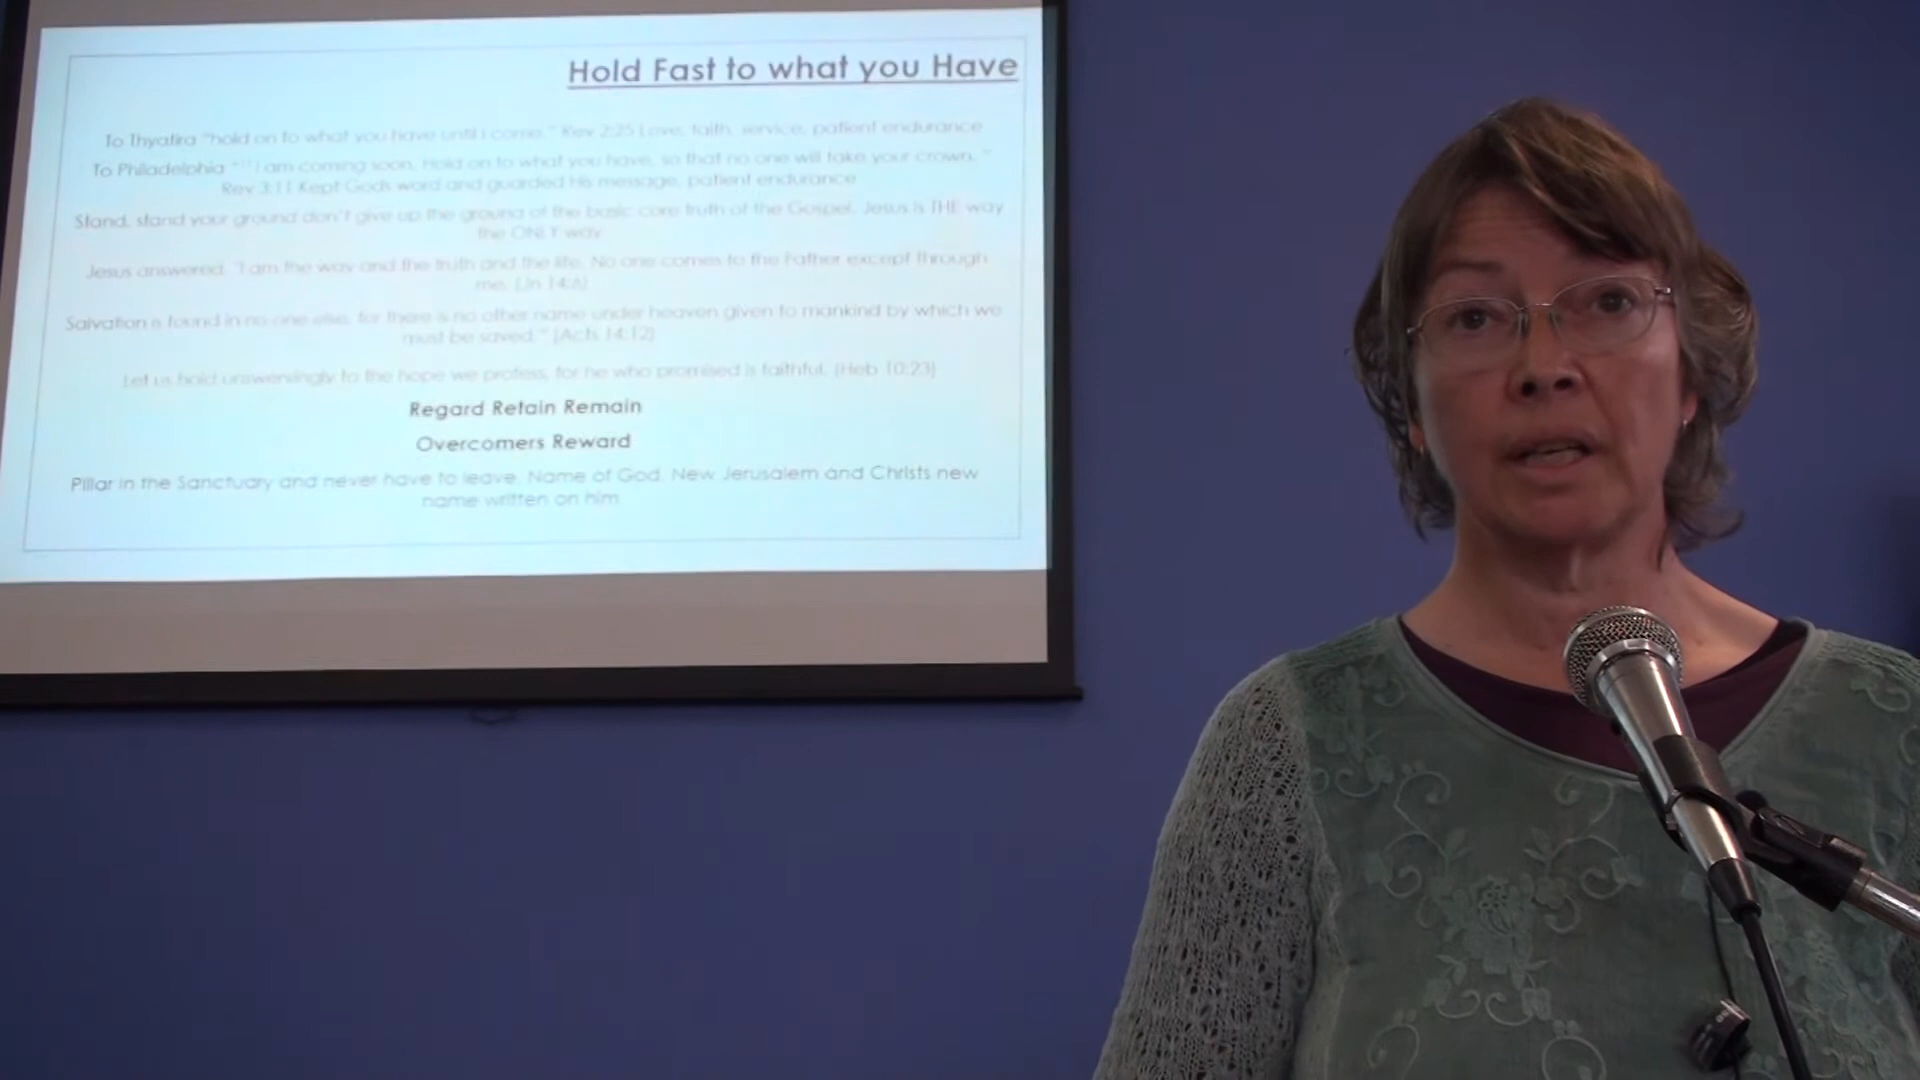 Hold Fast to what you Have
To Thyatira "hold on to what you have until I come." Rev 2:25 Love, faith, service, patient endurance
To Philadelphia "11 I am coming soon. Hold on to what you have, so that no one will take your crown. "
Rev 3:11 Kept Gods word and guarded His message, patient endurance
Stand, stand your ground don't give up the ground of the basic core truth of the Gospel. Jesus is THE way
the ONLY way
Jesus answered, "I am the way and the truth and the life. No one comes to the Father except through
me. (Jn 14:6)
Salvation is found in no one else, for there is no other name under heaven given to mankind by which we
must be saved." (Acts 14:12)
Let us hold unswervingly to the hope we profess, for he who promised is faithful. (Heb 10:23)
Regard Retain Remain
Overcomers Reward
Pillar in the Sanctuary and never have to leave. Name of God. New Jerusalem and Christs new
name written on him